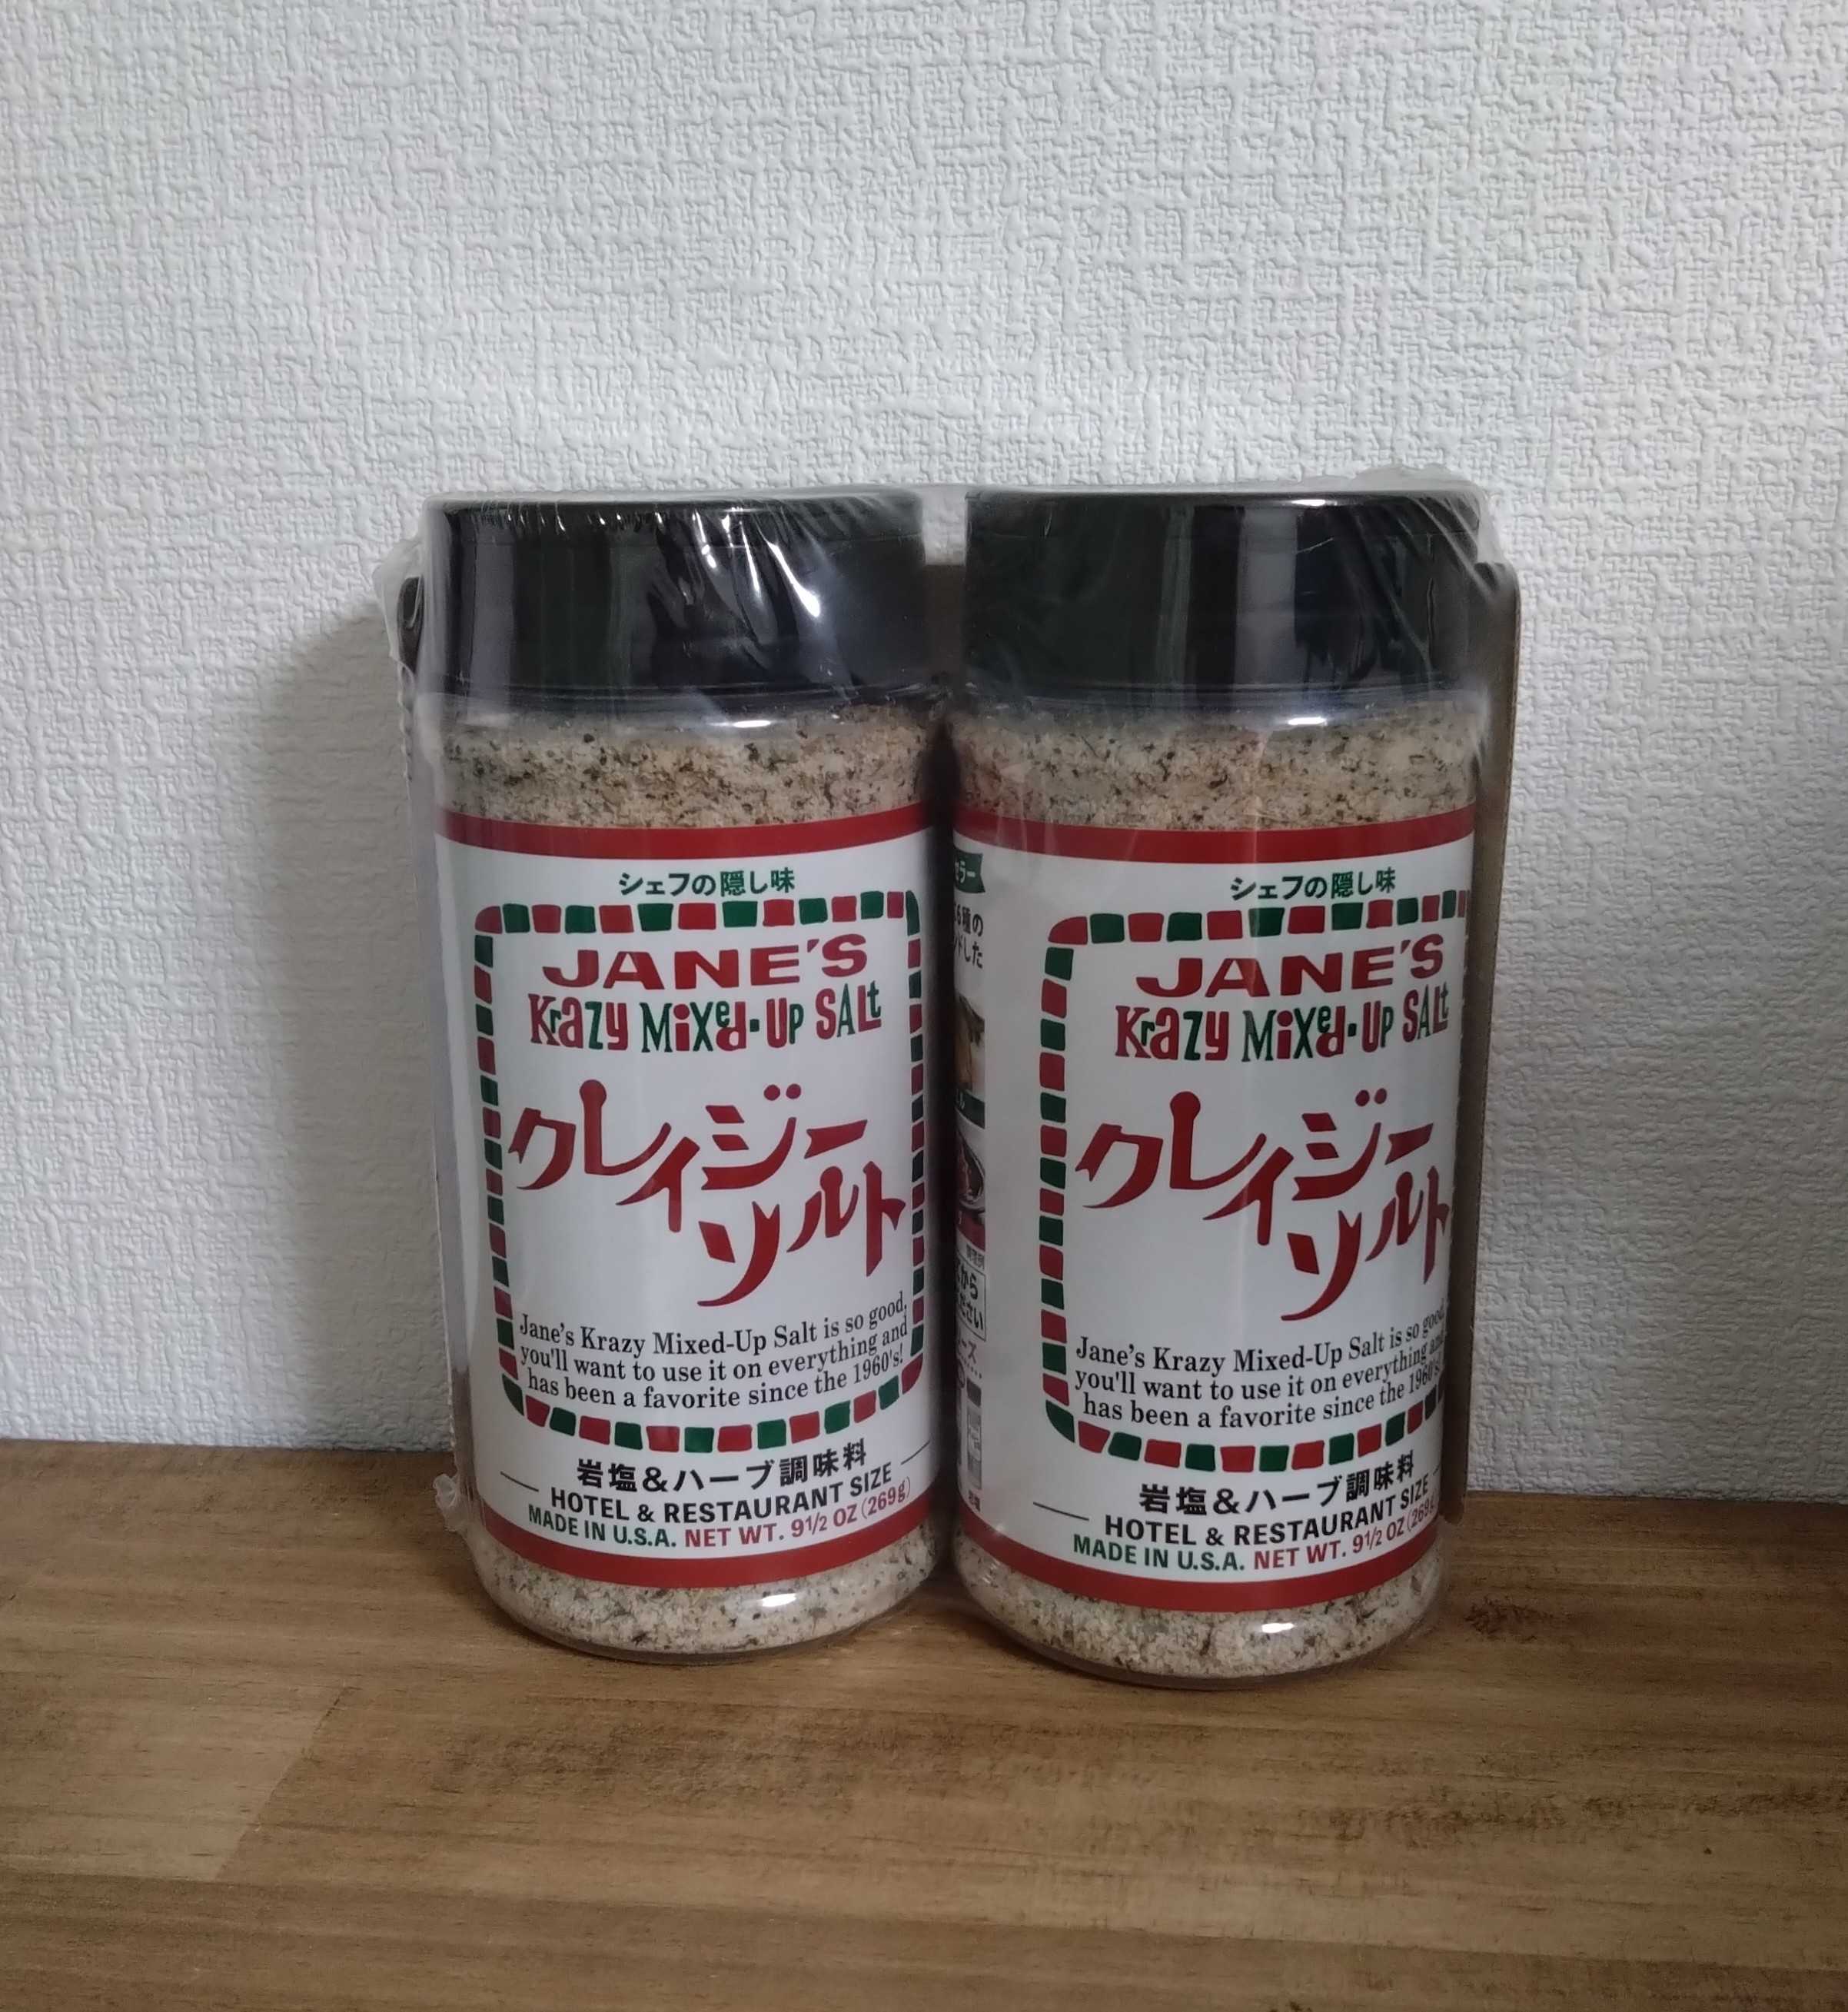 シェフの隠し味
JANE'S
Krazy Mixed-Up SALt
クレイジー
ソルト
Jane's Krazy Mixed-Up Salt is so good,
you'll want to use it on everything and
has been a favorite since the 1960's!
岩塩&ハーブ調味料
HOTEL & RESTAURANT SIZE
MADE IN U.S.A. NET WT. 9 1/2 OZ (269g)
シェフの隠し味
JANE'S
Krazy Mixed-Up SALt
クレイジー
ソルト
Jane's Krazy Mixed-Up Salt is so good
you'll want to use it on everything
has been a favorite since the 1960's
岩塩&ハーブ調味料
HOTEL & RESTAURANT SIZE
MADE IN U.S.A. NET WT. 9 1/2 OZ (269g